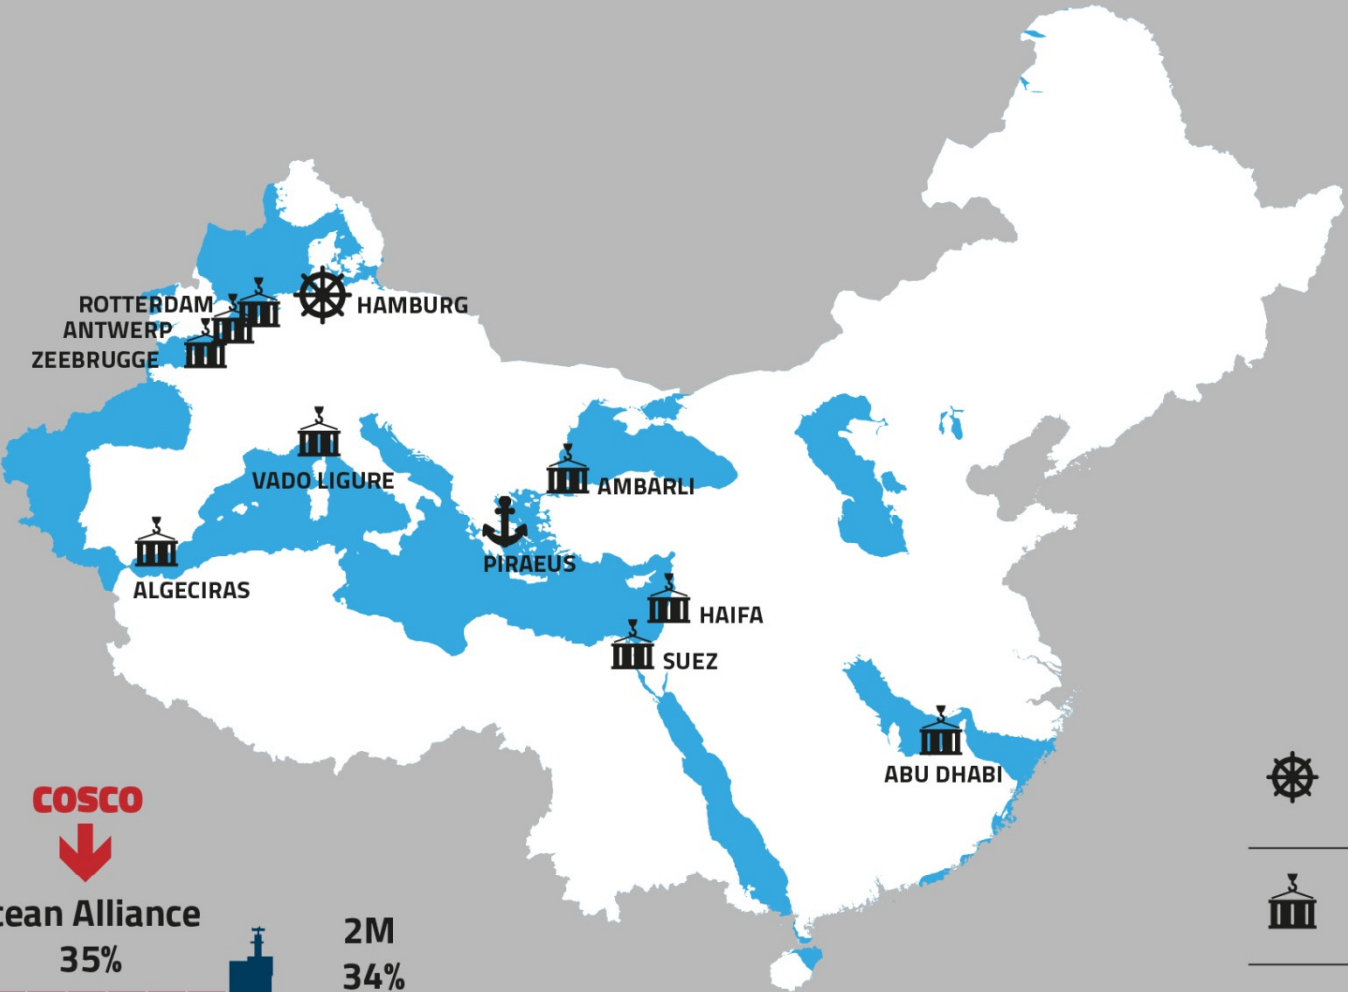 ROTTERDAM
HAMBURG
ANTWERP
ZEEBRUGGE
VADO LIGURE
AMBARLI
PIRAEUS
ALGECIRAS
HAIFA
SUEZ
ABU DHABI
COSCO
cean Alliance
35%
2M
34%